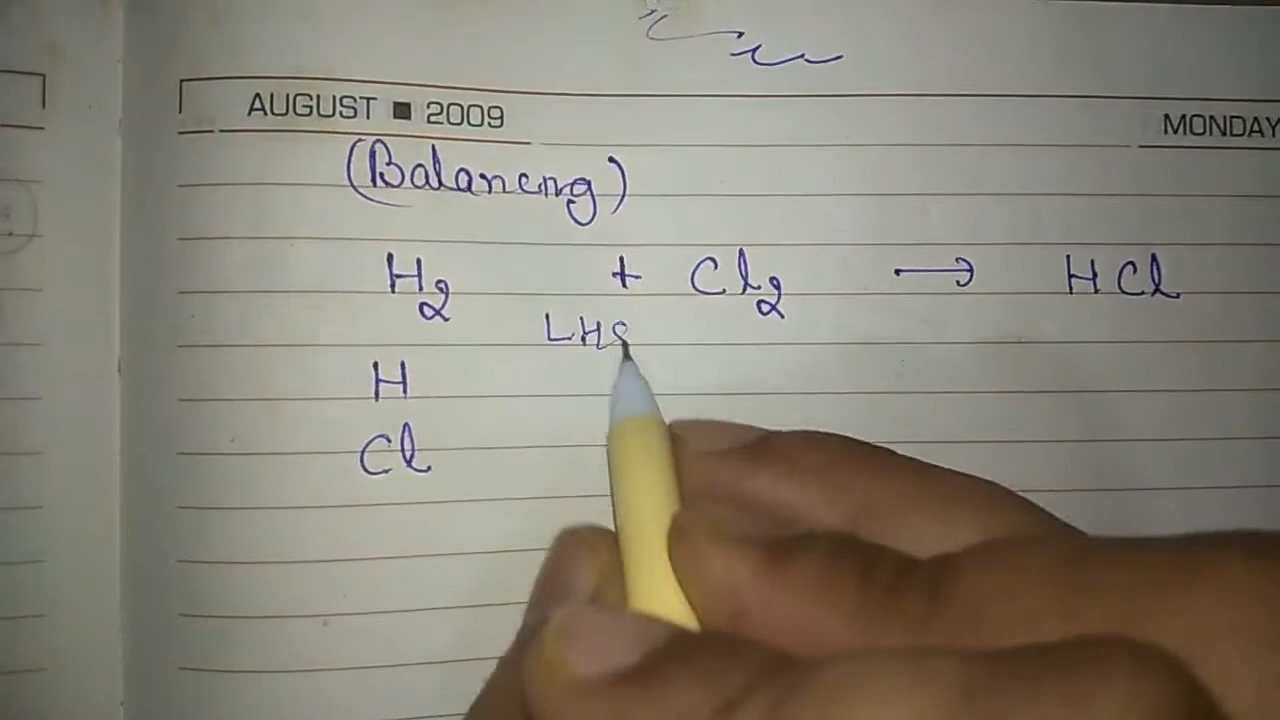 AUGUST ■ 2009 MONDAY
(Balancing)
H₂ + Cl₂ → HCl
LHS
H
Cl